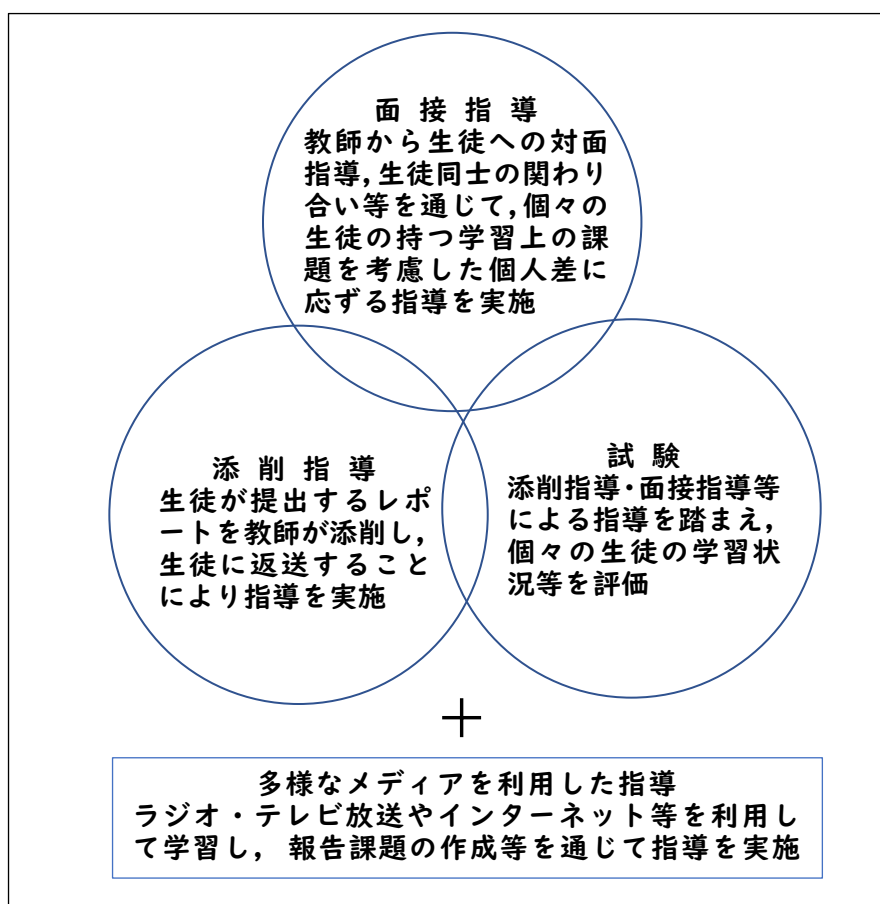 面接指導
教師から生徒への対面
指導,生徒同士の関わり
合い等を通じて,個々の
生徒の持つ学習上の課
題を考慮した個人差に
応ずる指導を実施
添削指導
生徒が提出するレポ
ートを教師が添削し,
生徒に返送すること
により指導を実施
試験
添削指導・面接指導等
による指導を踏まえ,
個々の生徒の学習状
況等を評価
+
多様なメディアを利用した指導
ラジオ・テレビ放送やインターネット等を利用し
て学習し, 報告課題の作成等を通じて指導を実施